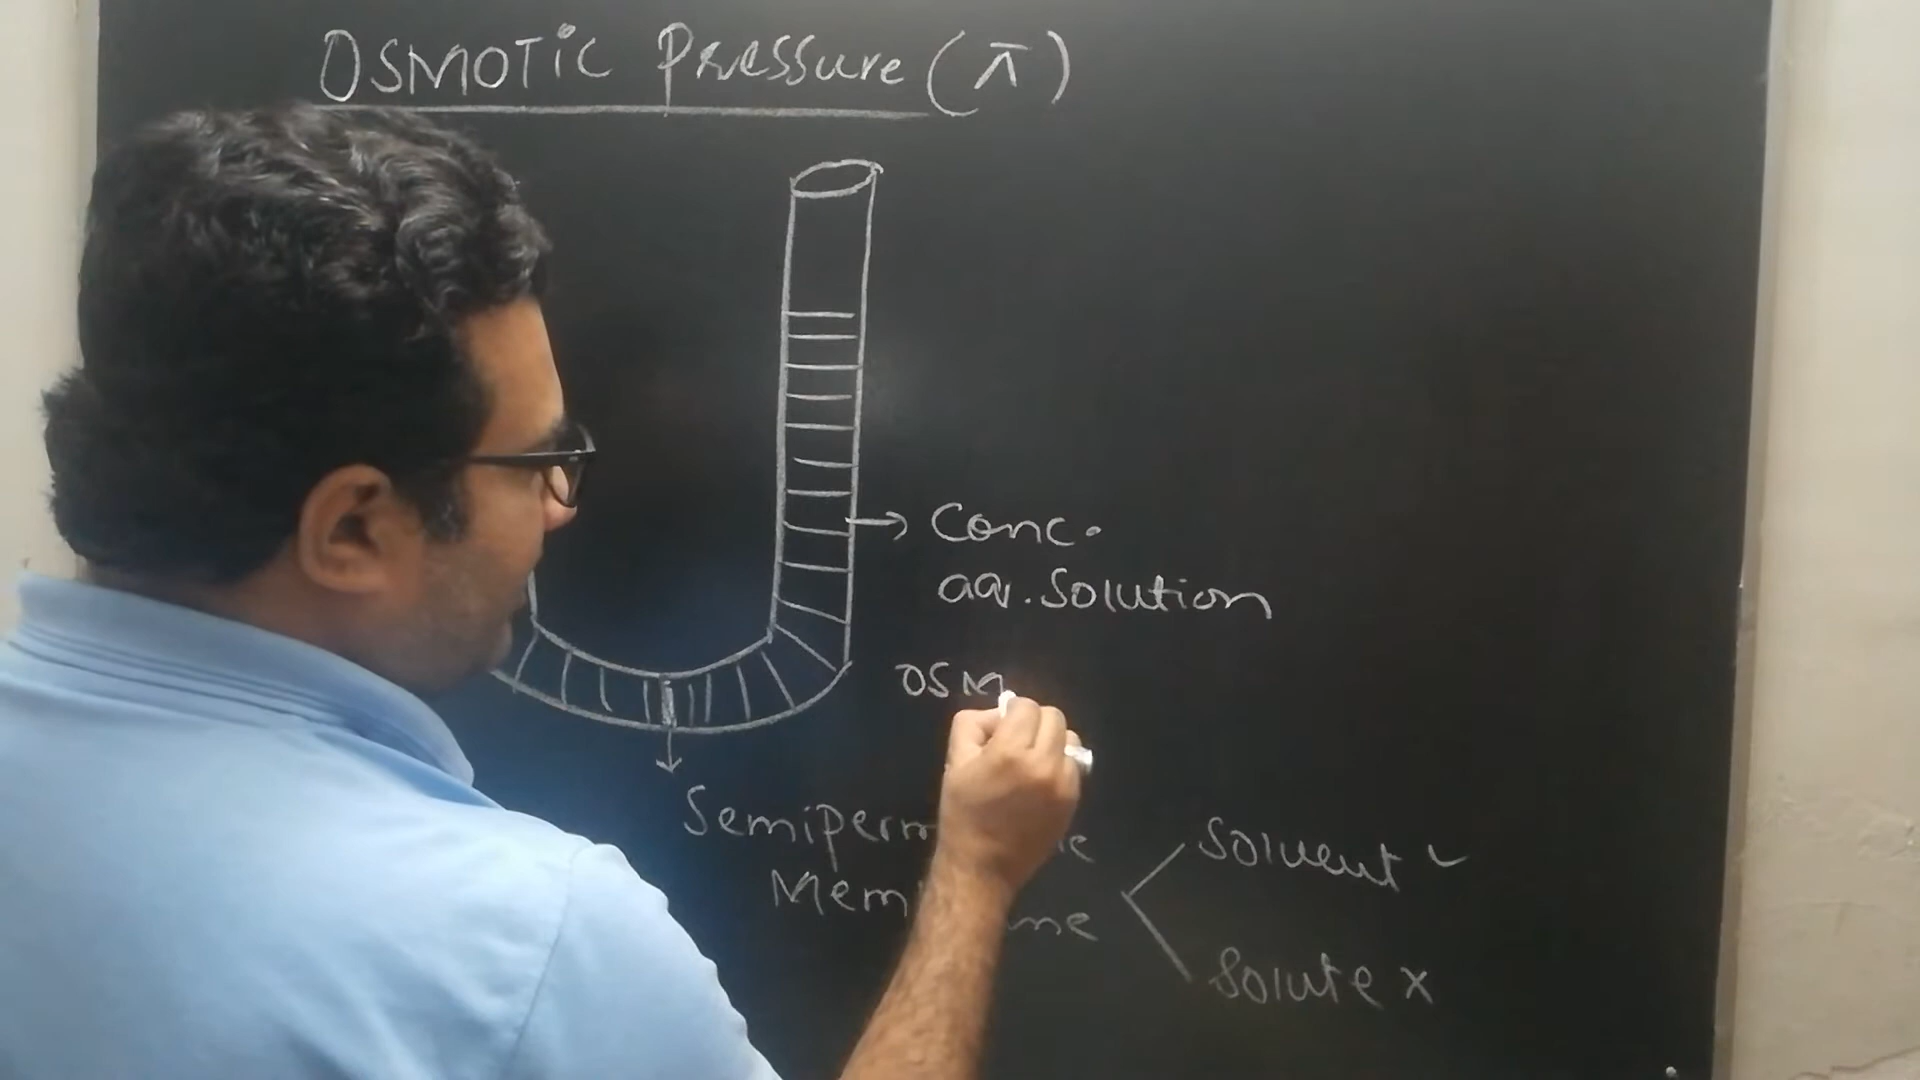 OSMOTIC Pressure (π)
Conc.
aq. Solution
OSM
Solvent ✓
Solute x